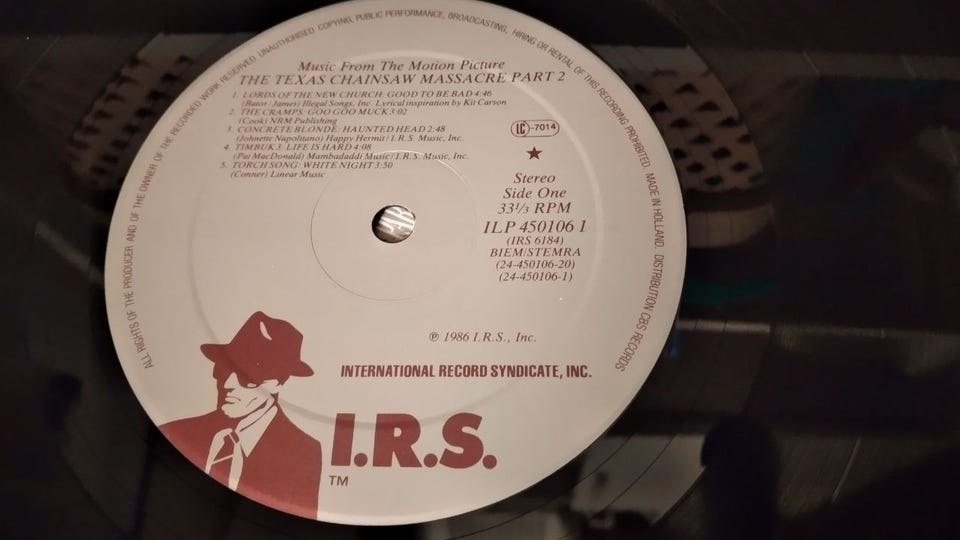 ALL RIGHTS OF THE PRODUCER AND OF THE OWNER OF THE RECORDED WORK RESERVED. UNAUTHORISED COPYING, PUBLIC PERFORMANCE, BROADCASTING, HIRING OR RENTAL OF THIS RECORDING PROHIBITED. MADE IN HOLLAND. DISTRIBUTION CBS RECORDS
Music From The Motion Picture
THE TEXAS CHAINSAW MASSACRE PART 2
1. LORDS OF THE NEW CHURCH: GOOD TO BE BAD 4:46
(Bator-James) Illegal Songs, Inc. Lyrical inspiration by Kit Carson
2. THE CRAMPS: GOO GOO MUCK 3:02
(Cook) NRM Publishing
3. CONCRETE BLONDE: HAUNTED HEAD 2:48
(Johnette Napolitano) Happy Hermit/I.R.S. Music, Inc.
4. TIMBUK 3: LIFE IS HARD 4:08
(Pat MacDonald) Mambadaddi Music/I.R.S. Music, Inc.
5. TORCH SONG: WHITE NIGHT 3:50
(Conner) Linear Music
LC -7014
Stereo
Side One
33 1/3 RPM
ILP 450106 1
(IRS 6184)
BIEM/STEMRA
(24-450106-20)
(24-450106-1)
℗ 1986 I.R.S., Inc.
INTERNATIONAL RECORD SYNDICATE, INC.
I.R.S.
TM